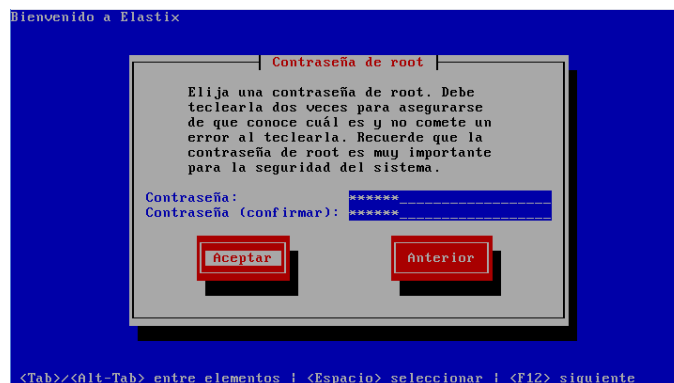 Bienvenido a Elastix
Contraseña de root
Elija una contraseña de root. Debe
teclearla dos veces para asegurarse
de que conoce cuál es y no comete un
error al teclearla. Recuerde que la
contraseña de root es muy importante
para la seguridad del sistema.
Contraseña: ******___________________
Contraseña (confirmar): ******___________________
Aceptar Anterior
<Tab>/<Alt-Tab> entre elementos | <Espacio> seleccionar | <F12> siguiente